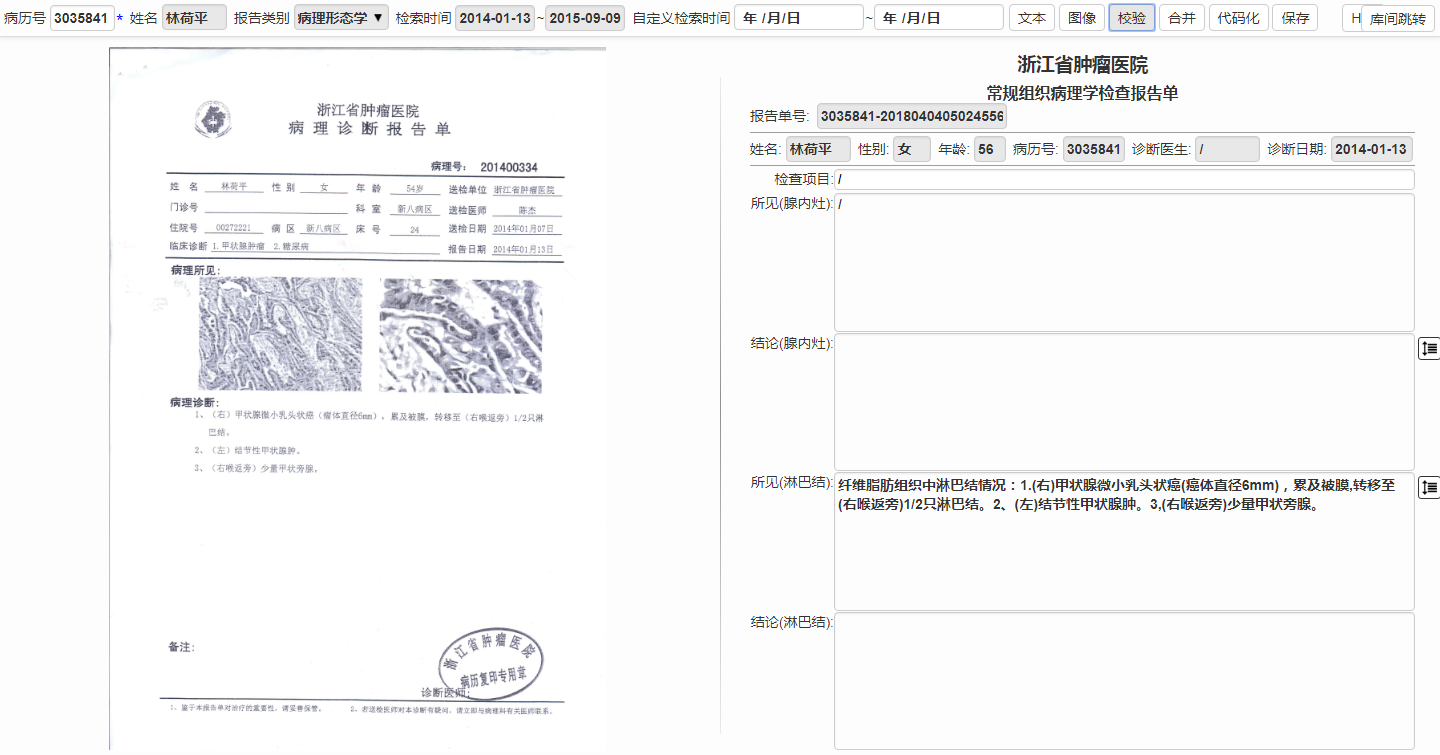 病历号 3035841 * 姓名 林荷平 报告类别 病理形态学 ▼ 检索时间 2014-01-13 ~ 2015-09-09 自定义检索时间 年 /月/日 ~ 年 /月/日 文本 图像 校验 合并 代码化 保存 H 库间跳转
浙江省肿瘤医院
病理诊断报告单
病理号: 201400334
姓 名 林荷平 性 别 女 年 龄 54岁 送检单位 浙江省肿瘤医院
门诊号 科 室 新八病区 送检医师 陈杰
住院号 00272221 病 区 新八病区 床 号 24 送检日期 2014年01月07日
临床诊断 1.甲状腺肿瘤 2.糖尿病 报告日期 2014年01月13日
病理所见:
病理诊断:
1、(右)甲状腺微小乳头状癌(瘤体直径6mm),累及被膜,转移至(右喉返旁)1/2只淋
巴结。
2、(左)结节性甲状腺肿。
3、(右喉返旁)少量甲状旁腺。
备注:
浙江省肿瘤医院
病历复印专用章
诊断医师:
1、鉴于本报告单对治疗的重要性,请妥善保管。 2、若送检医师对本诊断有疑问,请立即与病理科有关医师联系。
浙江省肿瘤医院
常规组织病理学检查报告单
报告单号: 3035841-2018040405024556
姓名: 林荷平 性别: 女 年龄: 56 病历号: 3035841 诊断医生: / 诊断日期: 2014-01-13
检查项目: /
所见(腺内灶): /
结论(腺内灶):
所见(淋巴结): 纤维脂肪组织中淋巴结情况:1.(右)甲状腺微小乳头状癌(癌体直径6mm),累及被膜,转移至
(右喉返旁)1/2只淋巴结。2、(左)结节性甲状腺肿。3,(右喉返旁)少量甲状旁腺。
结论(淋巴结):